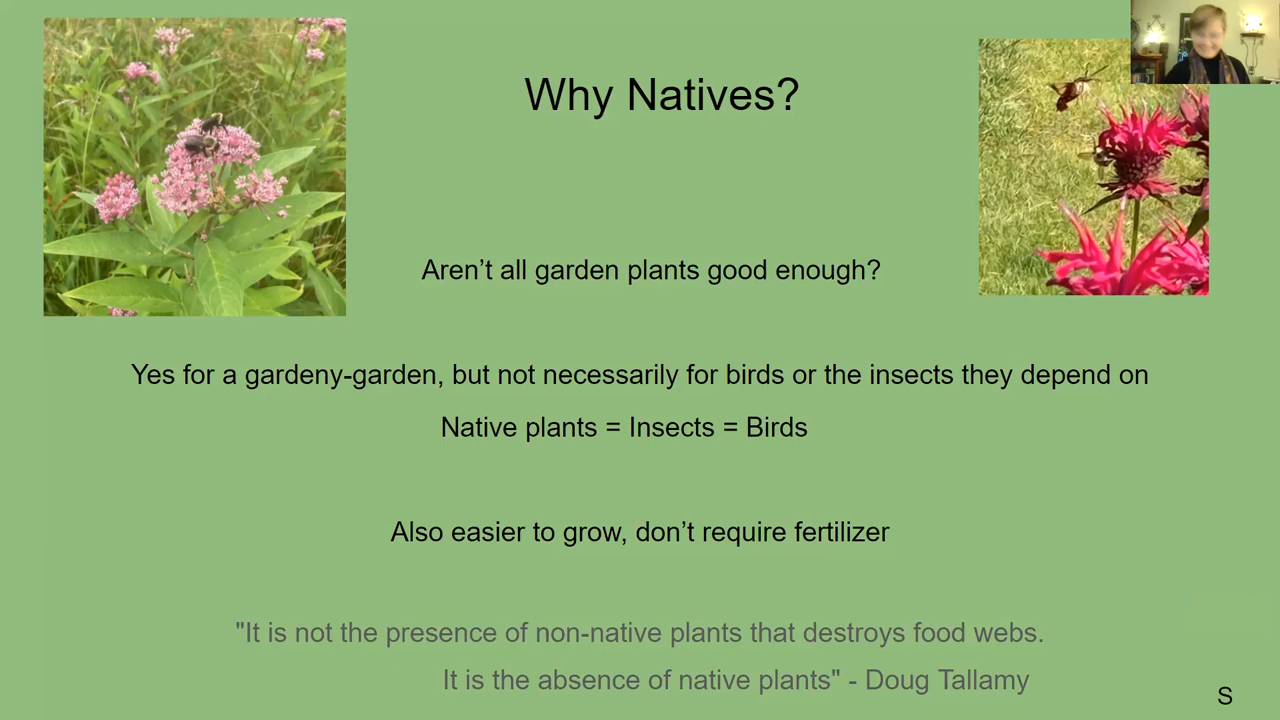 Why Natives?
Aren’t all garden plants good enough?
Yes for a gardeny-garden, but not necessarily for birds or the insects they depend on
Native plants = Insects = Birds
Also easier to grow, don’t require fertilizer
"It is not the presence of non-native plants that destroys food webs.
It is the absence of native plants" - Doug Tallamy
S